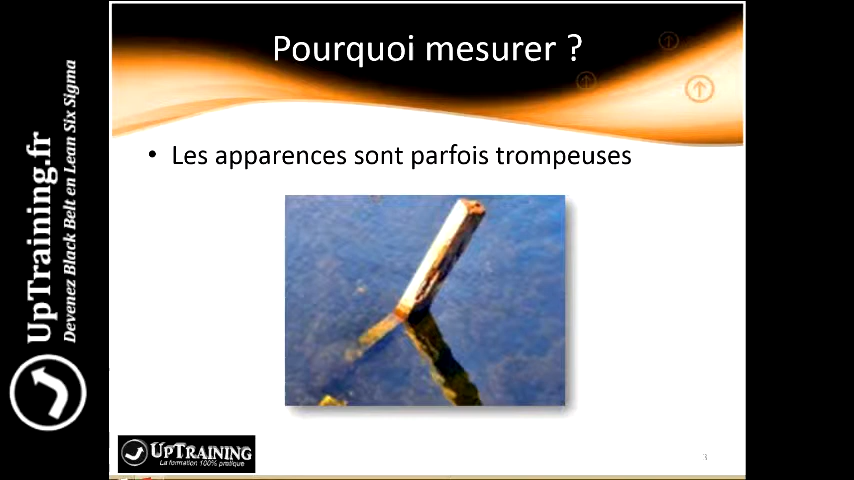 Pourquoi mesurer ?
• Les apparences sont parfois trompeuses
UpTraining.fr
Devenez Black Belt en Lean Six Sigma
UPTRAINING
La formation 100% pratique
3